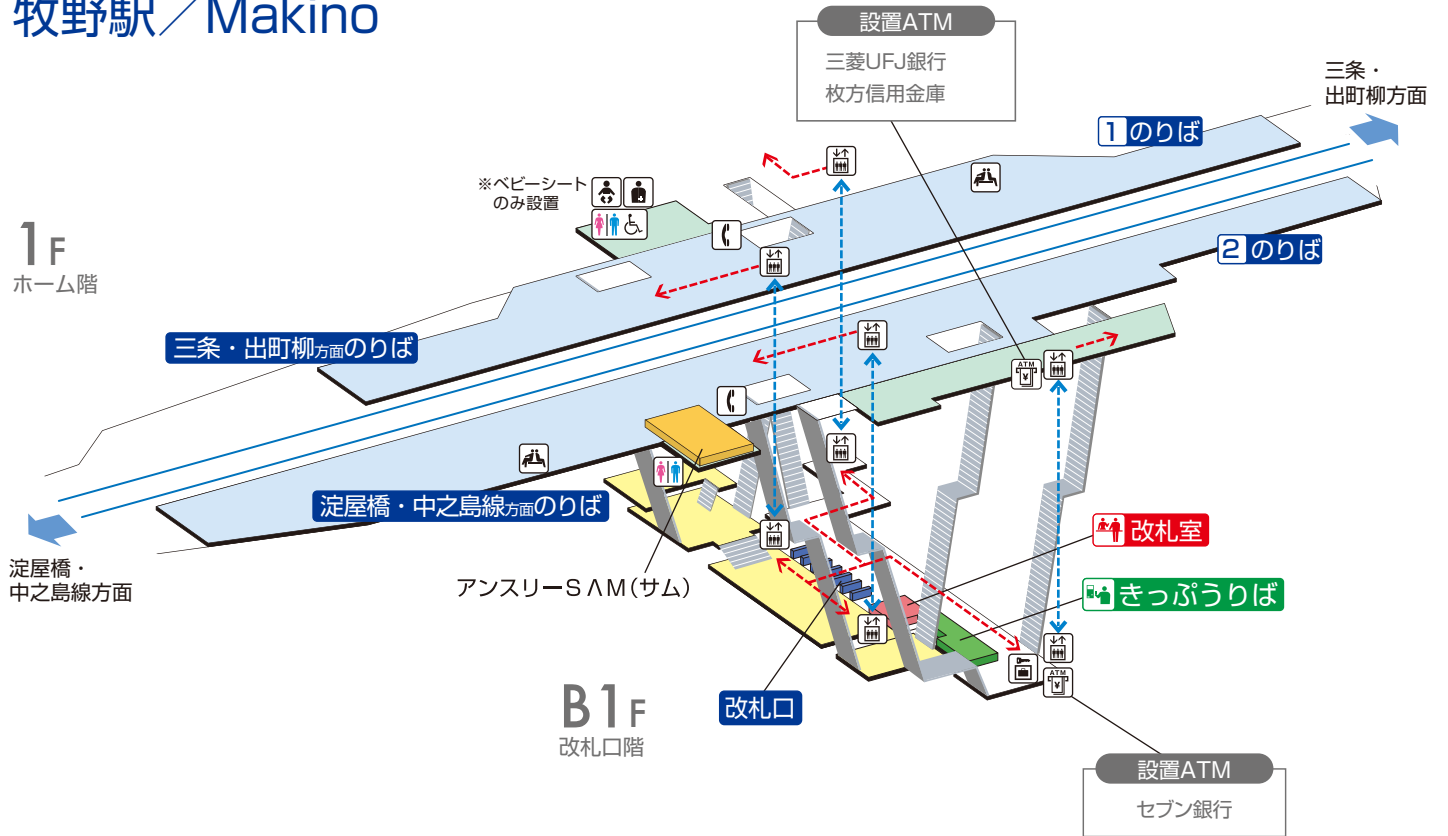 牧野駅／Makino
設置ATM
三菱UFJ銀行
枚方信用金庫
三条・
出町柳方面
1 のりば
※ベビーシート
のみ設置
1F
ホーム階
2 のりば
三条・出町柳方面のりば
ATM
¥
淀屋橋・中之島線方面のりば
淀屋橋・
中之島線方面
アンスリーSAM(サム)
改札室
きっぷうりば
ATM
¥
B1F
改札口階
改札口
設置ATM
セブン銀行